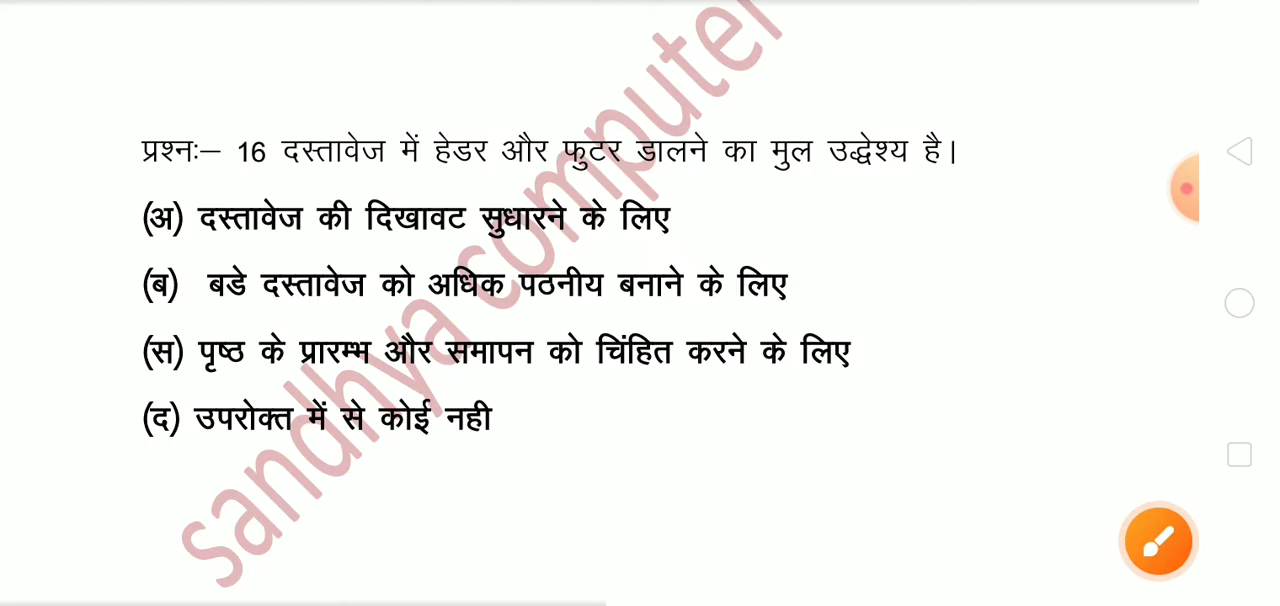 प्रश्नः– 16 दस्तावेज में हेडर और फुटर डालने का मुल उद्धेश्य है।
(अ) दस्तावेज की दिखावट सुधारने के लिए
(ब) बडे दस्तावेज को अधिक पठनीय बनाने के लिए
(स) पृष्ठ के प्रारम्भ और समापन को चिंहित करने के लिए
(द) उपरोक्त में से कोई नही
sandhya computer